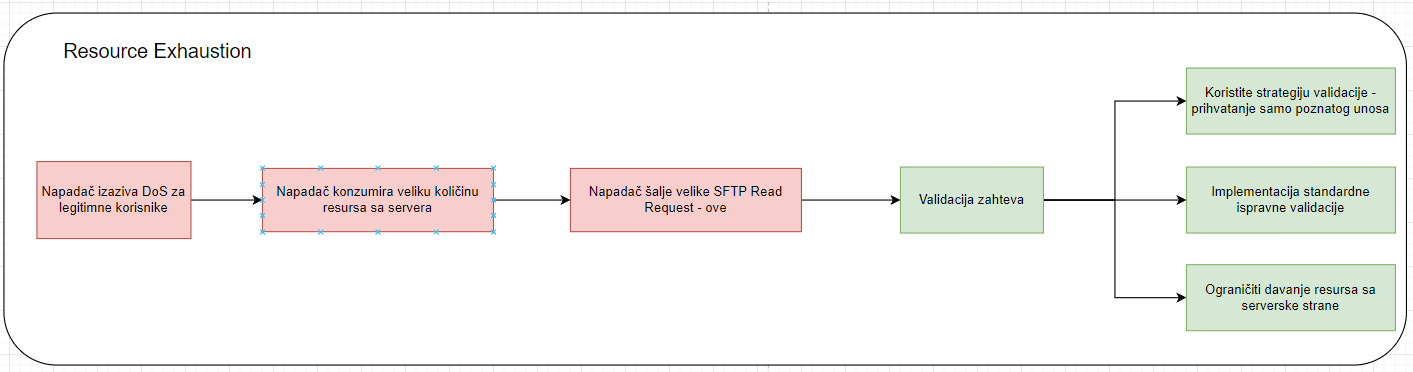 Resource Exhaustion
Napadač izaziva DoS za
legitimne korisnike
Napadač konzumira veliku količinu
resursa sa servera
Napadač šalje velike SFTP Read
Request - ove
Validacija zahteva
Koristite strategiju validacije -
prihvatanje samo poznatog unosa
Implementacija standardne
ispravne validacije
Ograničiti davanje resursa sa
serverske strane